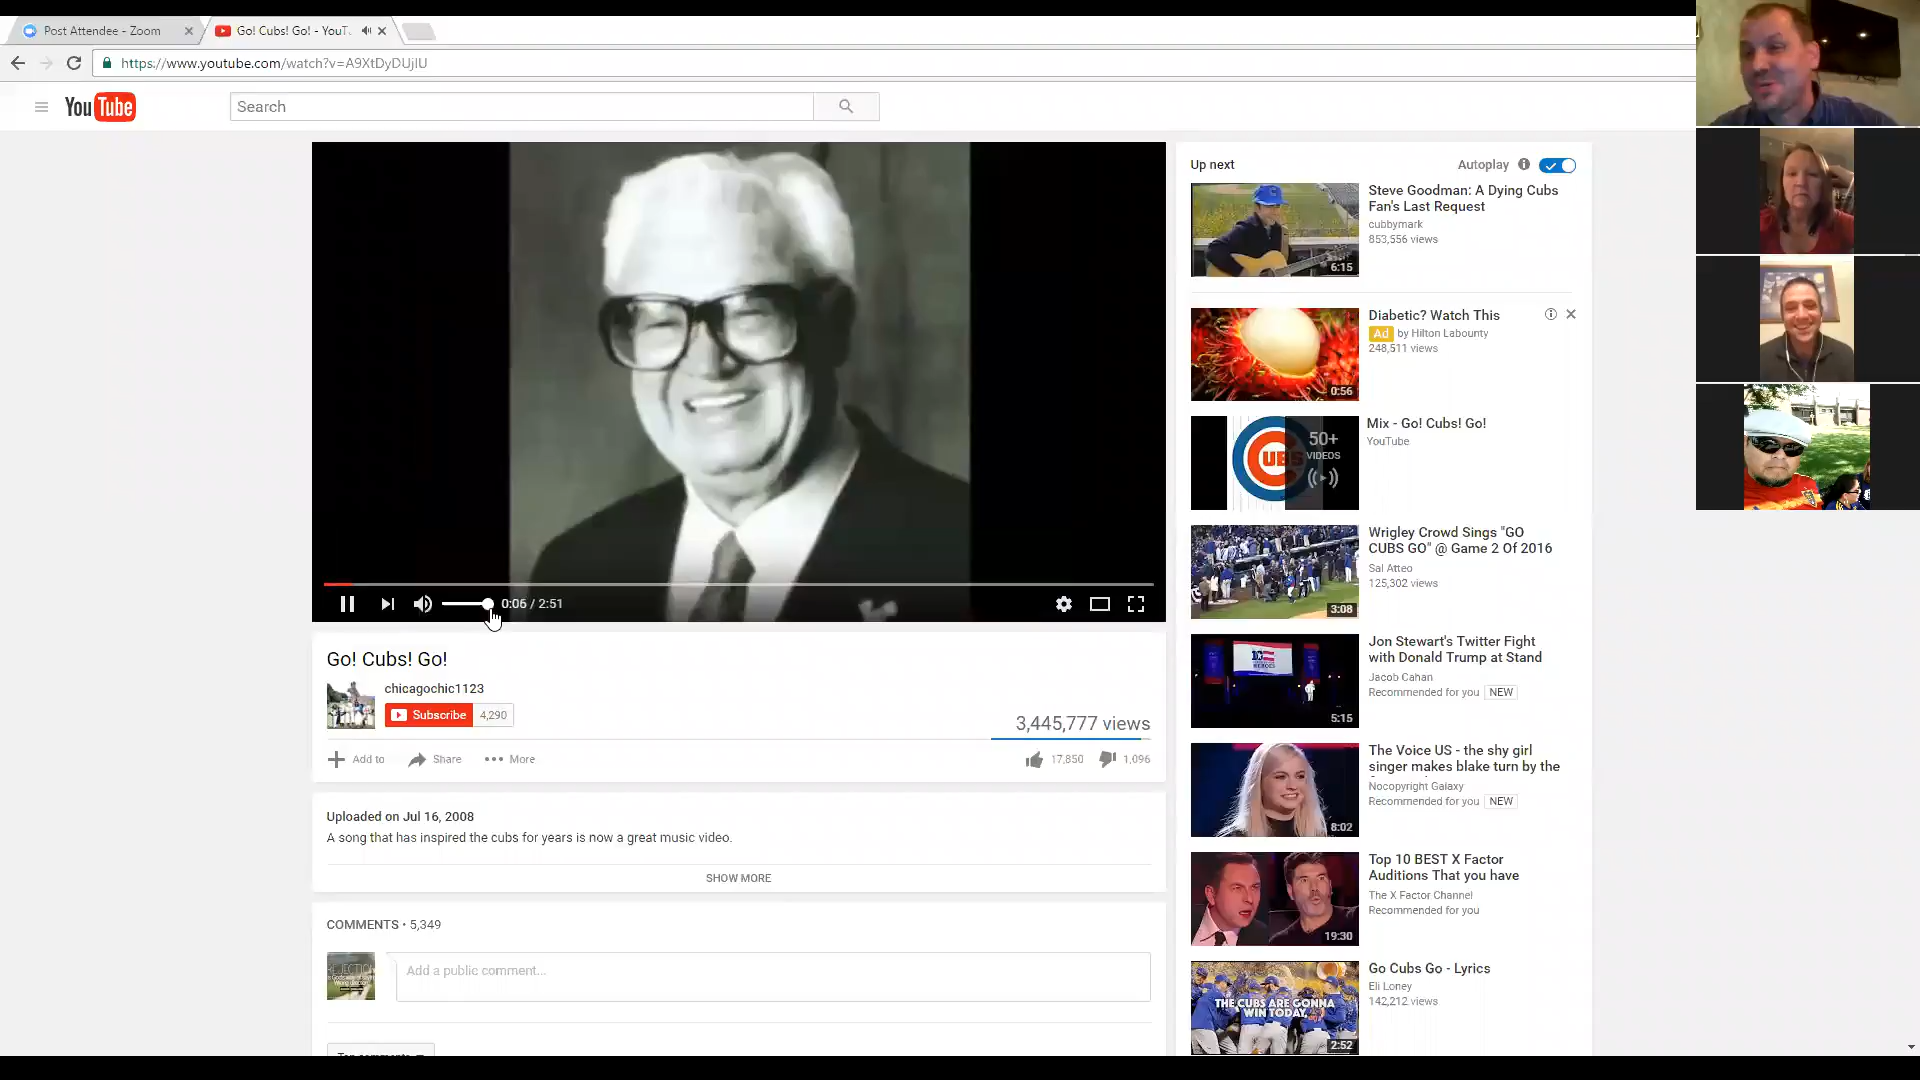 Post Attendee - Zoom
Go! Cubs! Go! - YouT
https://www.youtube.com/watch?v=A9XtDyDUjIU
YouTube
Search
Up next
Autoplay
Steve Goodman: A Dying Cubs
Fan's Last Request
cubbymark
853,556 views
6:15
Diabetic? Watch This
Ad by Hilton Labounty
248,511 views
0:56
Mix - Go! Cubs! Go!
YouTube
50+
VIDEOS
UBS
Wrigley Crowd Sings "GO
CUBS GO" @ Game 2 Of 2016
Sal Atteo
125,302 views
3:08
Jon Stewart's Twitter Fight
with Donald Trump at Stand
Jacob Cahan
Recommended for you NEW
5:15
The Voice US - the shy girl
singer makes blake turn by the
Nocopyright Galaxy
Recommended for you NEW
8:02
Top 10 BEST X Factor
Auditions That you have
The X Factor Channel
Recommended for you
19:30
Go Cubs Go - Lyrics
Eli Loney
142,212 views
THE CUBS ARE GONNA
WIN TODAY,
2:52
0:06 / 2:51
Go! Cubs! Go!
chicagochic1123
Subscribe 4,290
3,445,777 views
Add to Share More
17,850 1,096
Uploaded on Jul 16, 2008
A song that has inspired the cubs for years is now a great music video.
SHOW MORE
COMMENTS • 5,349
Add a public comment...
Top comments